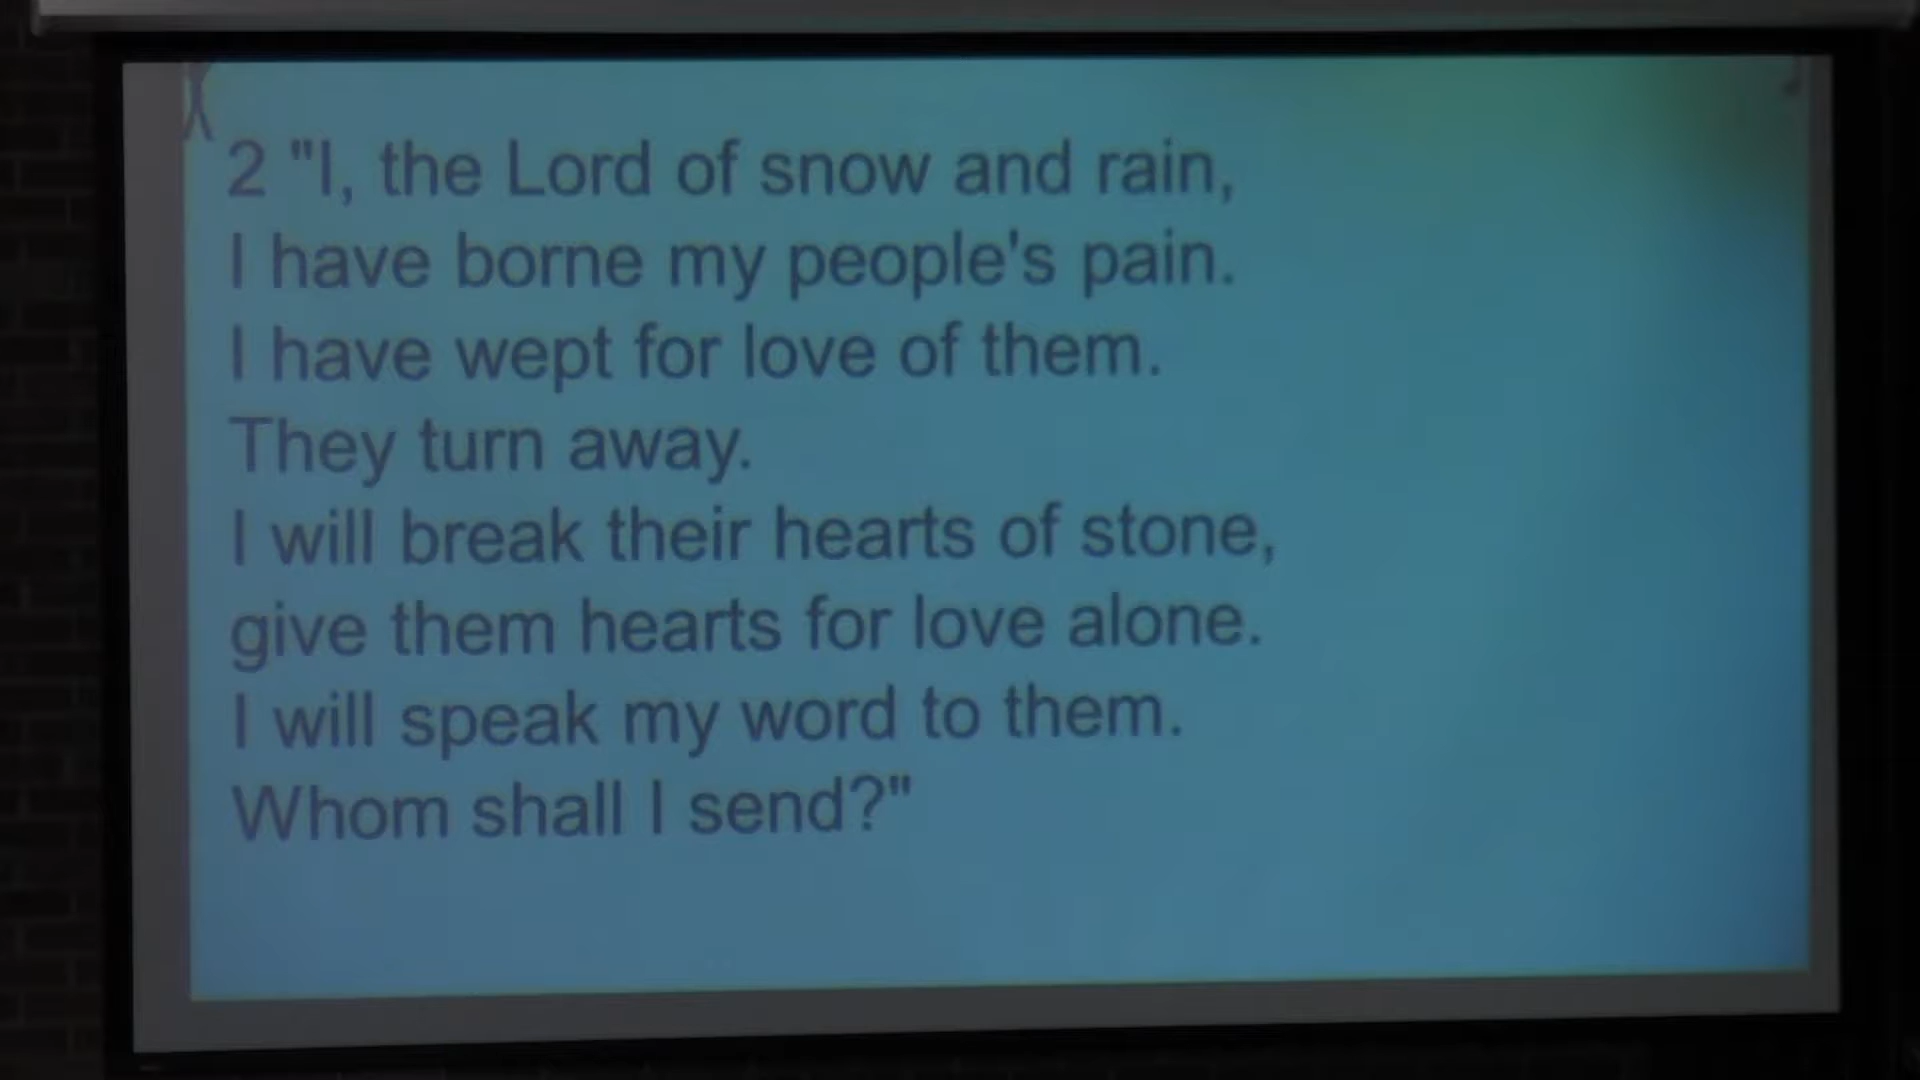 2 "I, the Lord of snow and rain,
I have borne my people's pain.
I have wept for love of them.
They turn away.
I will break their hearts of stone,
give them hearts for love alone.
I will speak my word to them.
Whom shall I send?"